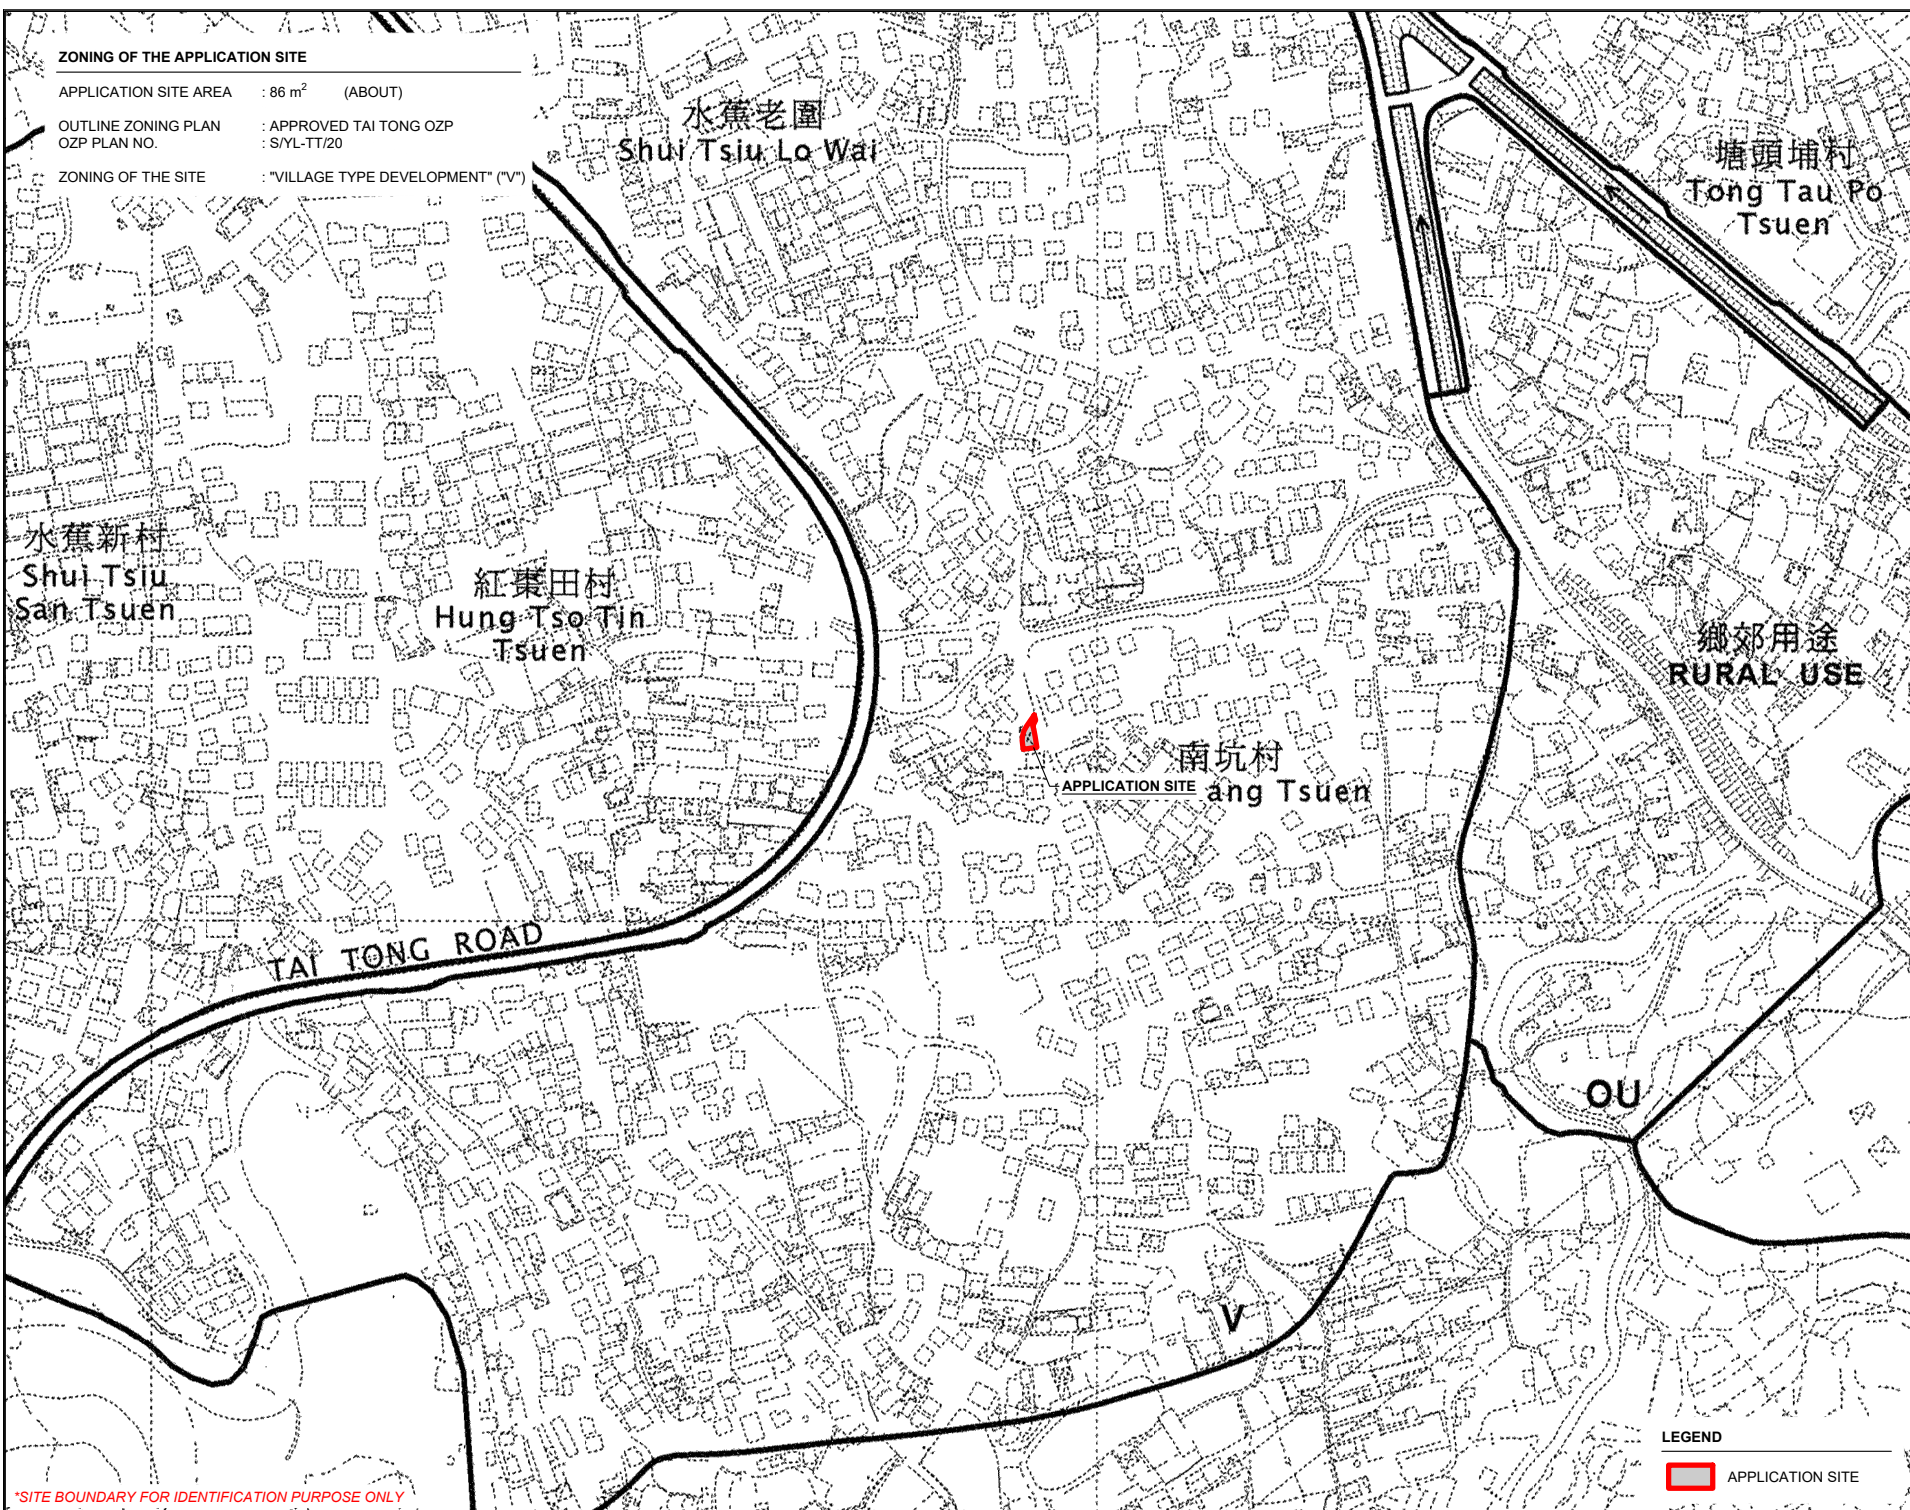 ZONING OF THE APPLICATION SITE
APPLICATION SITE AREA : 86 m² (ABOUT)
OUTLINE ZONING PLAN : APPROVED TAI TONG OZP
OZP PLAN NO. : S/YL-TT/20
ZONING OF THE SITE : "VILLAGE TYPE DEVELOPMENT" ("V")
水蕉老圍
Shui Tsiu Lo Wai
塘頭埔村
Tong Tau Po
Tsuen
水蕉新村
Shui Tsiu
San Tsuen
紅棗田村
Hung Tso Tin
Tsuen
鄉郊用途
RURAL USE
南坑村
ang Tsuen
APPLICATION SITE
TAI TONG ROAD
OU
V
LEGEND
APPLICATION SITE
*SITE BOUNDARY FOR IDENTIFICATION PURPOSE ONLY